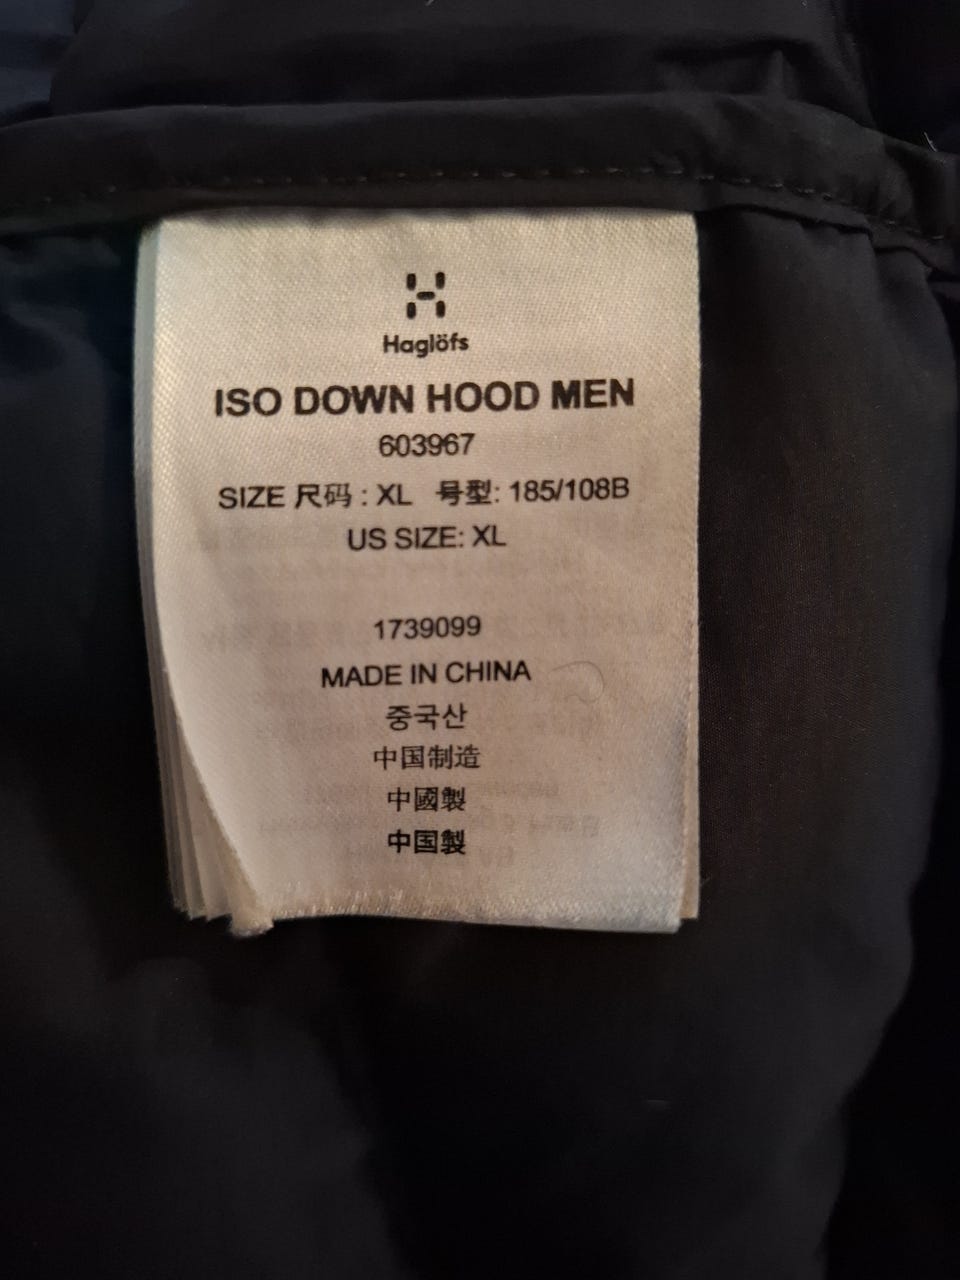 Haglöfs
ISO DOWN HOOD MEN
603967
SIZE 尺码 : XL 号型: 185/108B
US SIZE: XL
1739099
MADE IN CHINA
중국산
中国制造
中國製
中国製